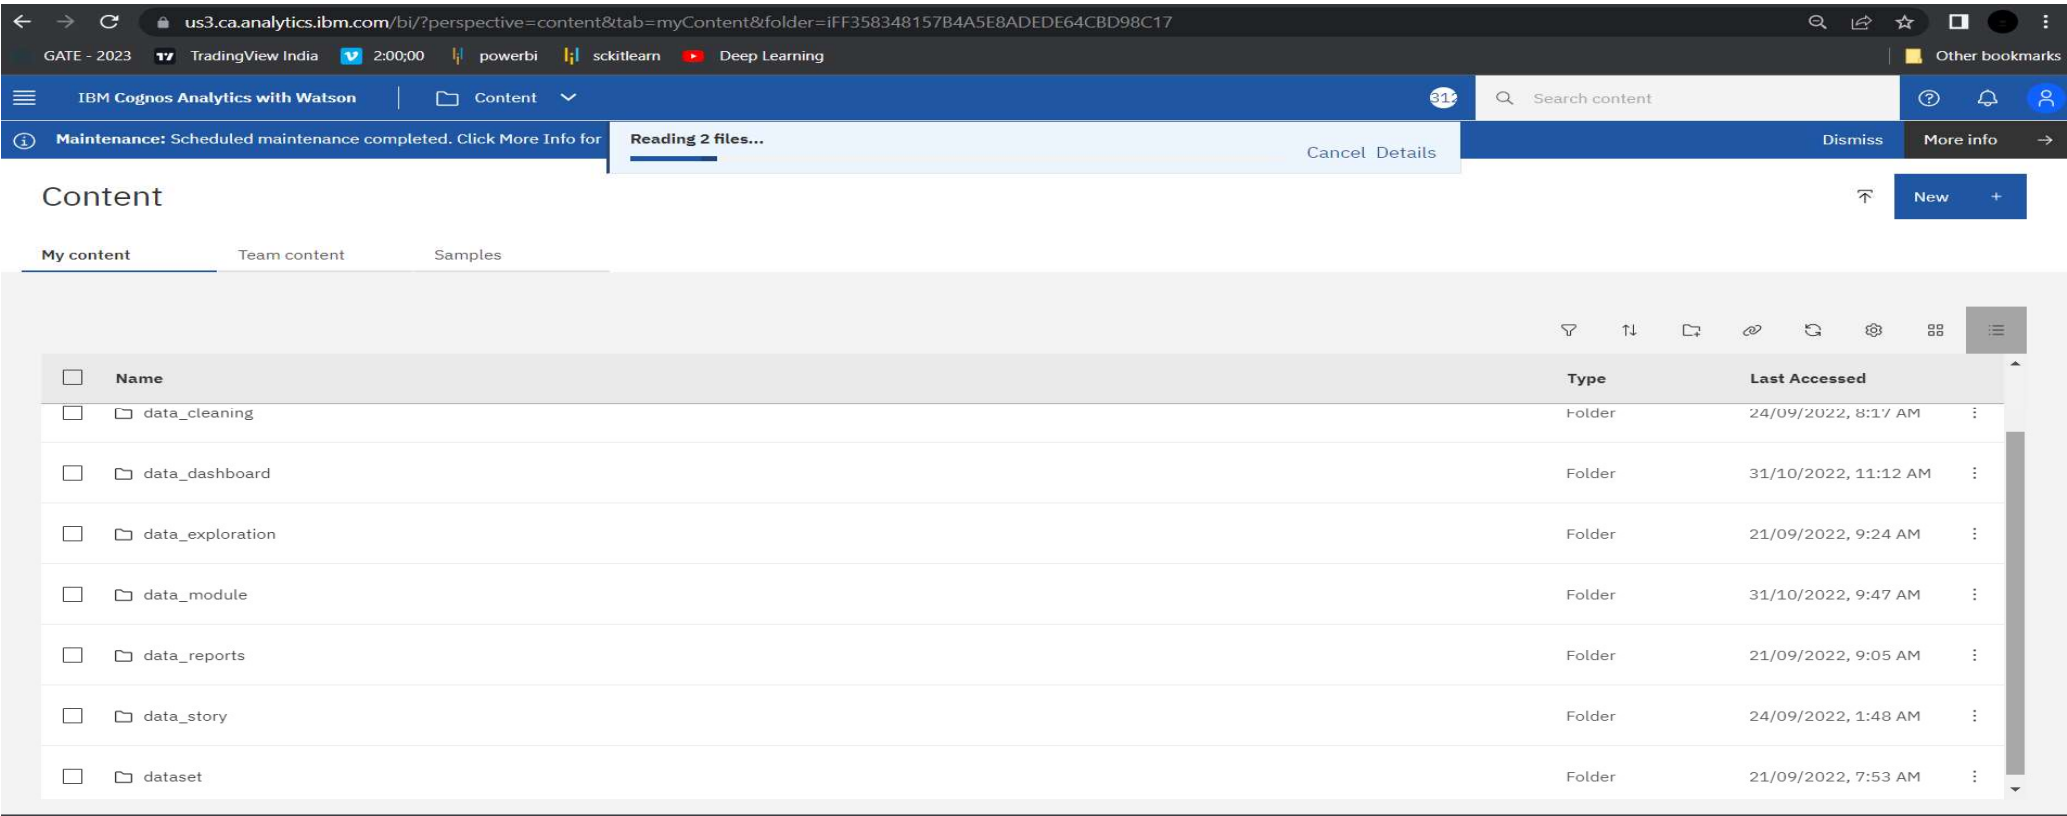 us3.ca.analytics.ibm.com/bi/?perspective=content&tab=myContent&folder=iFF358348157B4A5E8ADEDE64CBD98C17
GATE - 2023 TradingView India 2:00;00 powerbi sckitlearn Deep Learning Other bookmarks
IBM Cognos Analytics with Watson Content 312 Search content
Maintenance: Scheduled maintenance completed. Click More Info for Reading 2 files... Cancel Details Dismiss More info
Content New +
My content Team content Samples
Name Type Last Accessed
data_cleaning Folder 24/09/2022, 8:17 AM
data_dashboard Folder 31/10/2022, 11:12 AM
data_exploration Folder 21/09/2022, 9:24 AM
data_module Folder 31/10/2022, 9:47 AM
data_reports Folder 21/09/2022, 9:05 AM
data_story Folder 24/09/2022, 1:48 AM
dataset Folder 21/09/2022, 7:53 AM